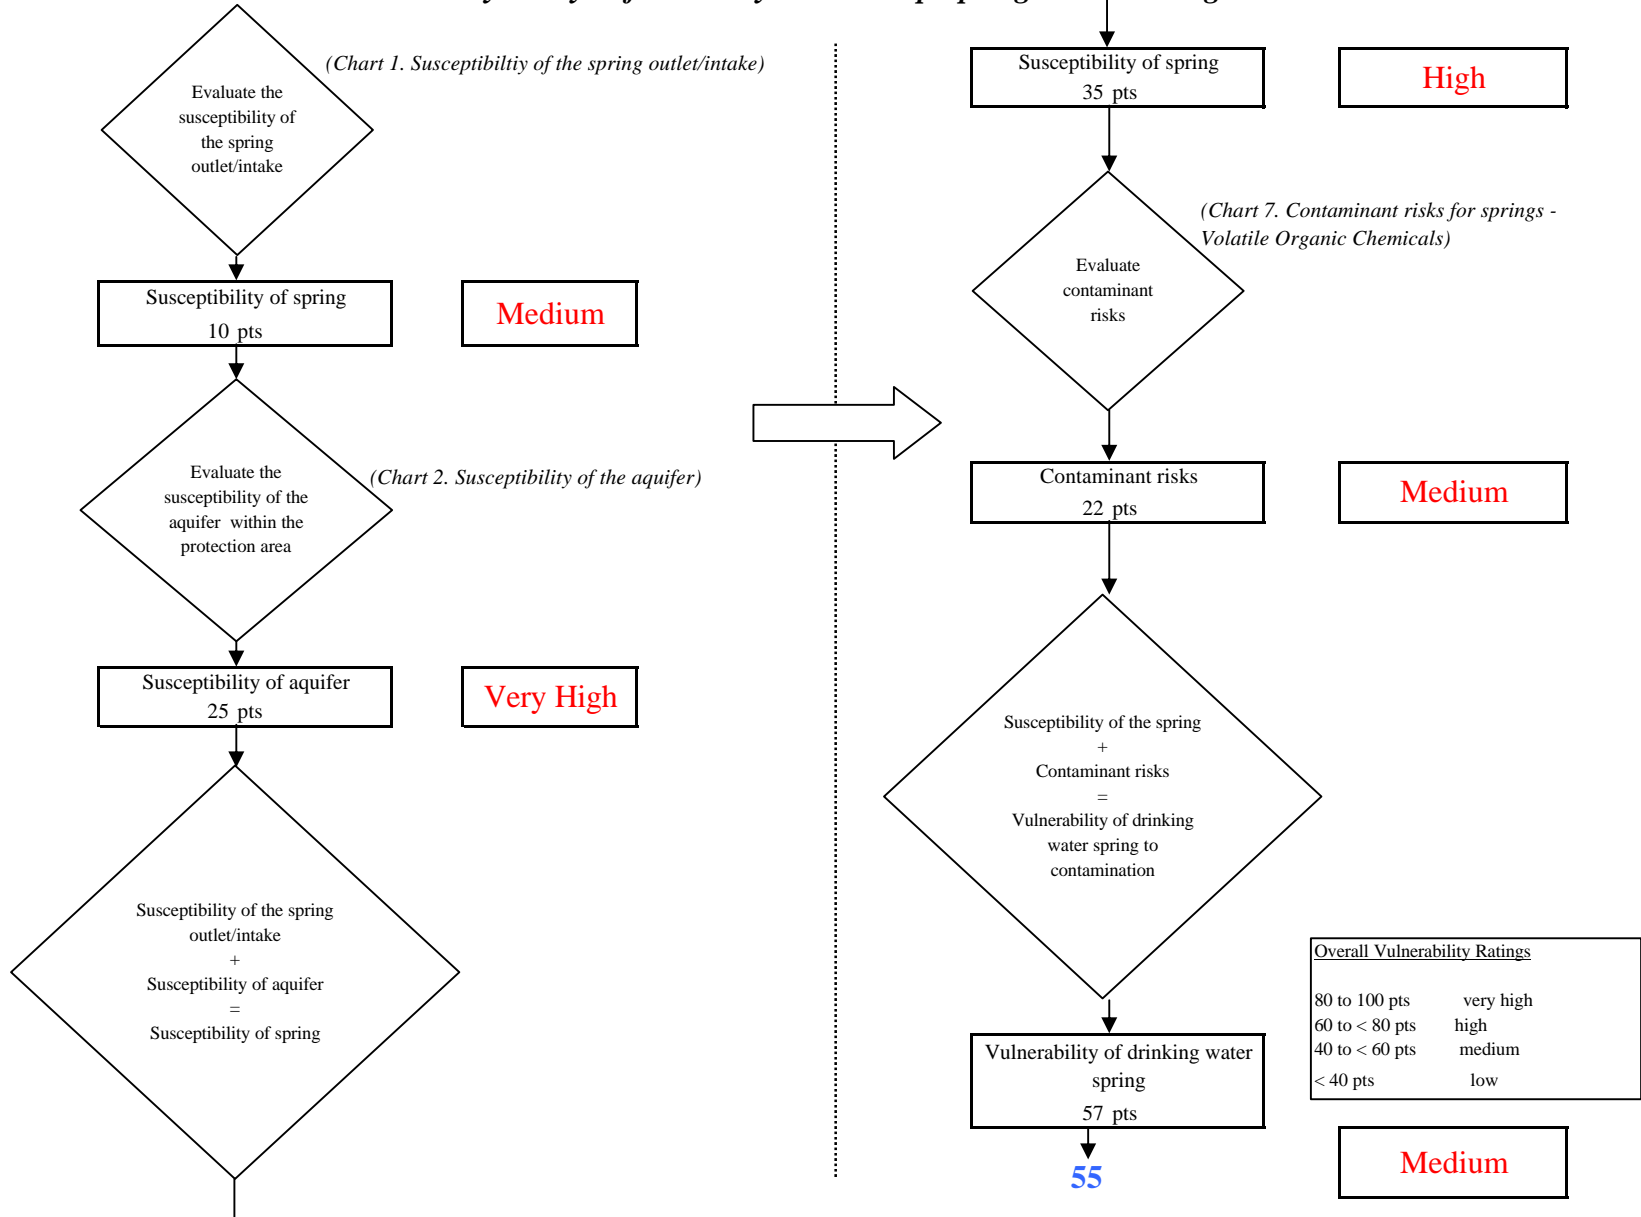 (Chart 1. Susceptibiltiy of the spring outlet/intake)
Evaluate the
susceptibility of
the spring
outlet/intake
Susceptibility of spring
10 pts
Medium
Evaluate the
susceptibility of the
aquifer within the
protection area
(Chart 2. Susceptibility of the aquifer)
Susceptibility of aquifer
25 pts
Very High
Susceptibility of the spring
outlet/intake
+
Susceptibility of aquifer
=
Susceptibility of spring
Susceptibility of spring
35 pts
High
(Chart 7. Contaminant risks for springs -
Volatile Organic Chemicals)
Evaluate
contaminant
risks
Contaminant risks
22 pts
Medium
Susceptibility of the spring
+
Contaminant risks
=
Vulnerability of drinking
water spring to
contamination
Overall Vulnerability Ratings
80 to 100 pts very high
60 to < 80 pts high
40 to < 60 pts medium
< 40 pts low
Vulnerability of drinking water
spring
57 pts
55
Medium